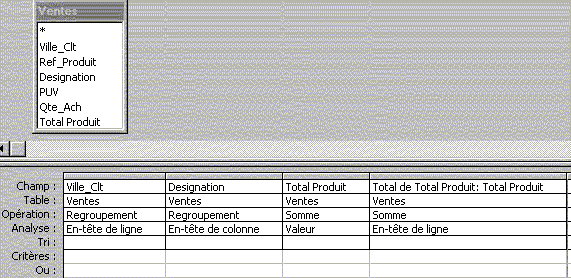 Ventes
*
Ville_Clt
Ref_Produit
Designation
PUV
Qte_Ach
Total Produit
Champ : Ville_Clt Designation Total Produit Total de Total Produit: Total Produit
Table : Ventes Ventes Ventes Ventes
Opération : Regroupement Regroupement Somme Somme
Analyse : En-tête de ligne En-tête de colonne Valeur En-tête de ligne
Tri :
Critères :
Ou :